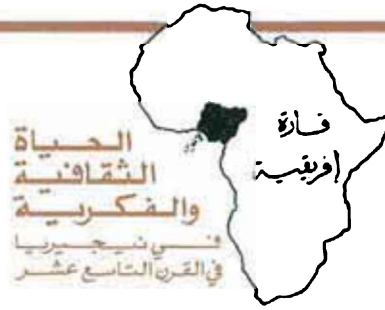 الحياة
الثقافية
والفكرية
في نيجيريا
في القرن التاسع عشر
قارة
إفريقية